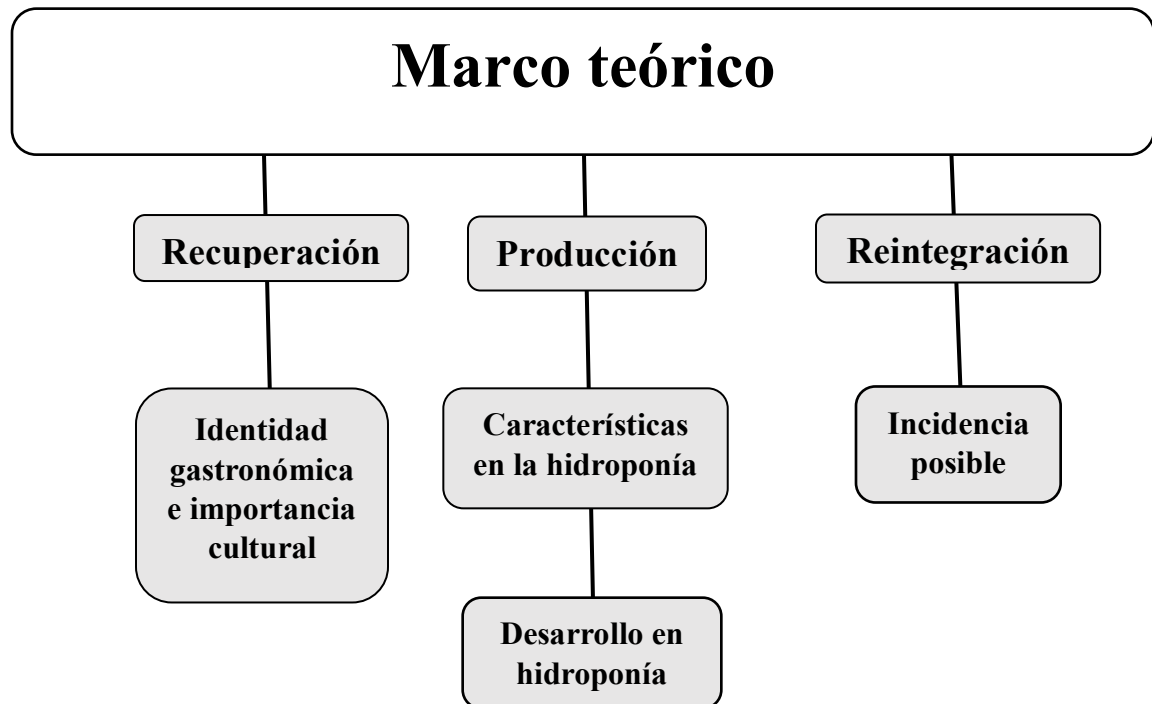 Marco teórico
Recuperación
Producción
Reintegración
Identidad
gastronómica
e importancia
cultural
Características
en la hidroponía
Incidencia
posible
Desarrollo en
hidroponía